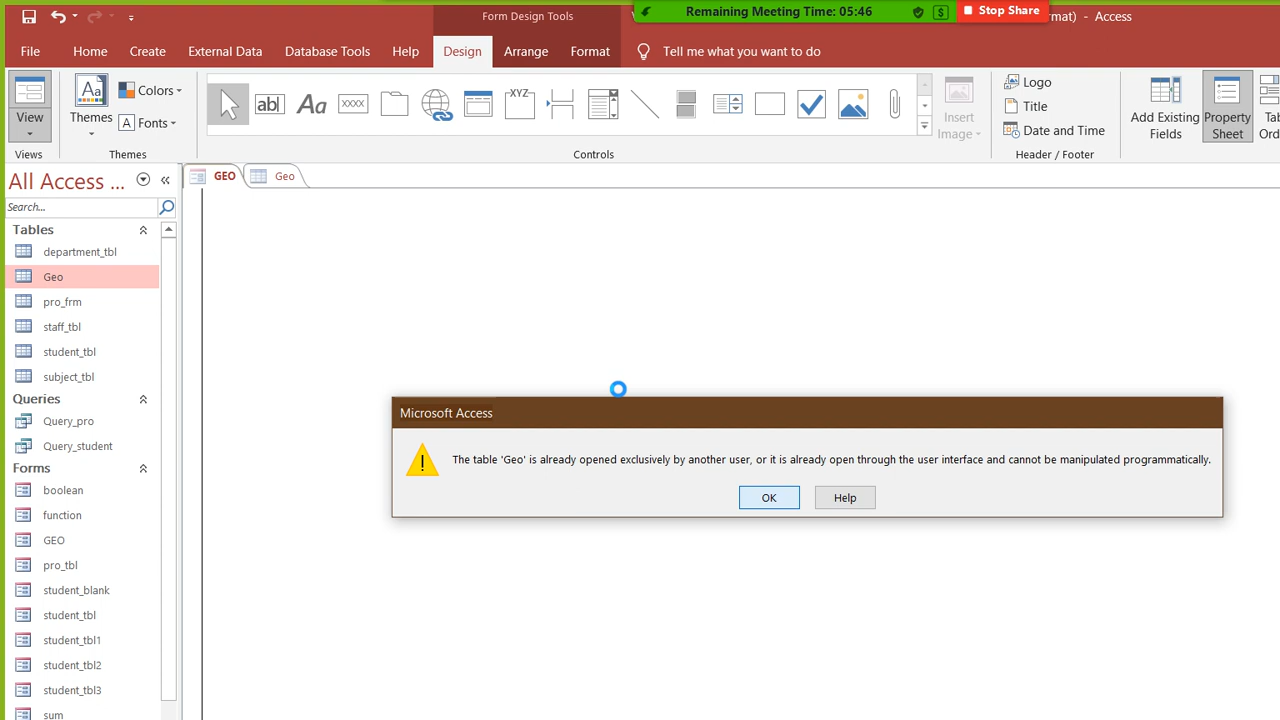 Form Design Tools
Remaining Meeting Time: 05:46
Stop Share
mat) - Access
File
Home
Create
External Data
Database Tools
Help
Design
Arrange
Format
Tell me what you want to do
View
Themes
Colors
Fonts
ab|
Aa
XXXX
XYZ
Insert
Image
Logo
Title
Date and Time
Add Existing
Fields
Property
Sheet
Views
Themes
Controls
Header / Footer
All Access ...
GEO
Geo
Search...
Tables
department_tbl
Geo
pro_frm
staff_tbl
student_tbl
subject_tbl
Queries
Query_pro
Query_student
Forms
boolean
function
GEO
pro_tbl
student_blank
student_tbl
student_tbl1
student_tbl2
student_tbl3
sum
Microsoft Access
The table 'Geo' is already opened exclusively by another user, or it is already open through the user interface and cannot be manipulated programmatically.
OK
Help